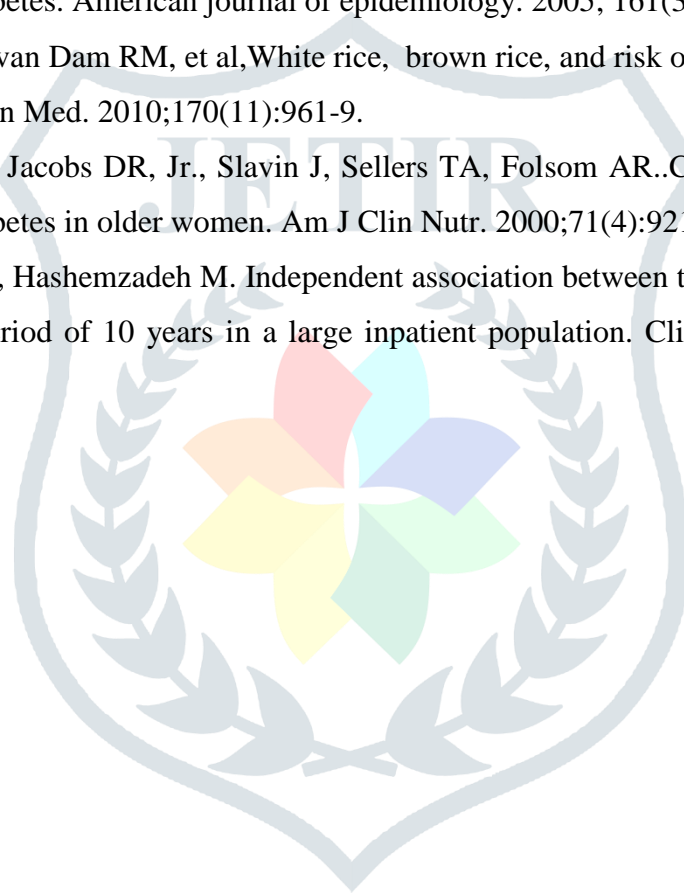 betes. American journal of epidemiology. 2005; 161(3
van Dam RM, et al,White rice, brown rice, and risk o
n Med. 2010;170(11):961-9.
JETIR
Jacobs DR, Jr., Slavin J, Sellers TA, Folsom AR..C
betes in older women. Am J Clin Nutr. 2000;71(4):921
, Hashemzadeh M. Independent association between t
riod of 10 years in a large inpatient population. Cli